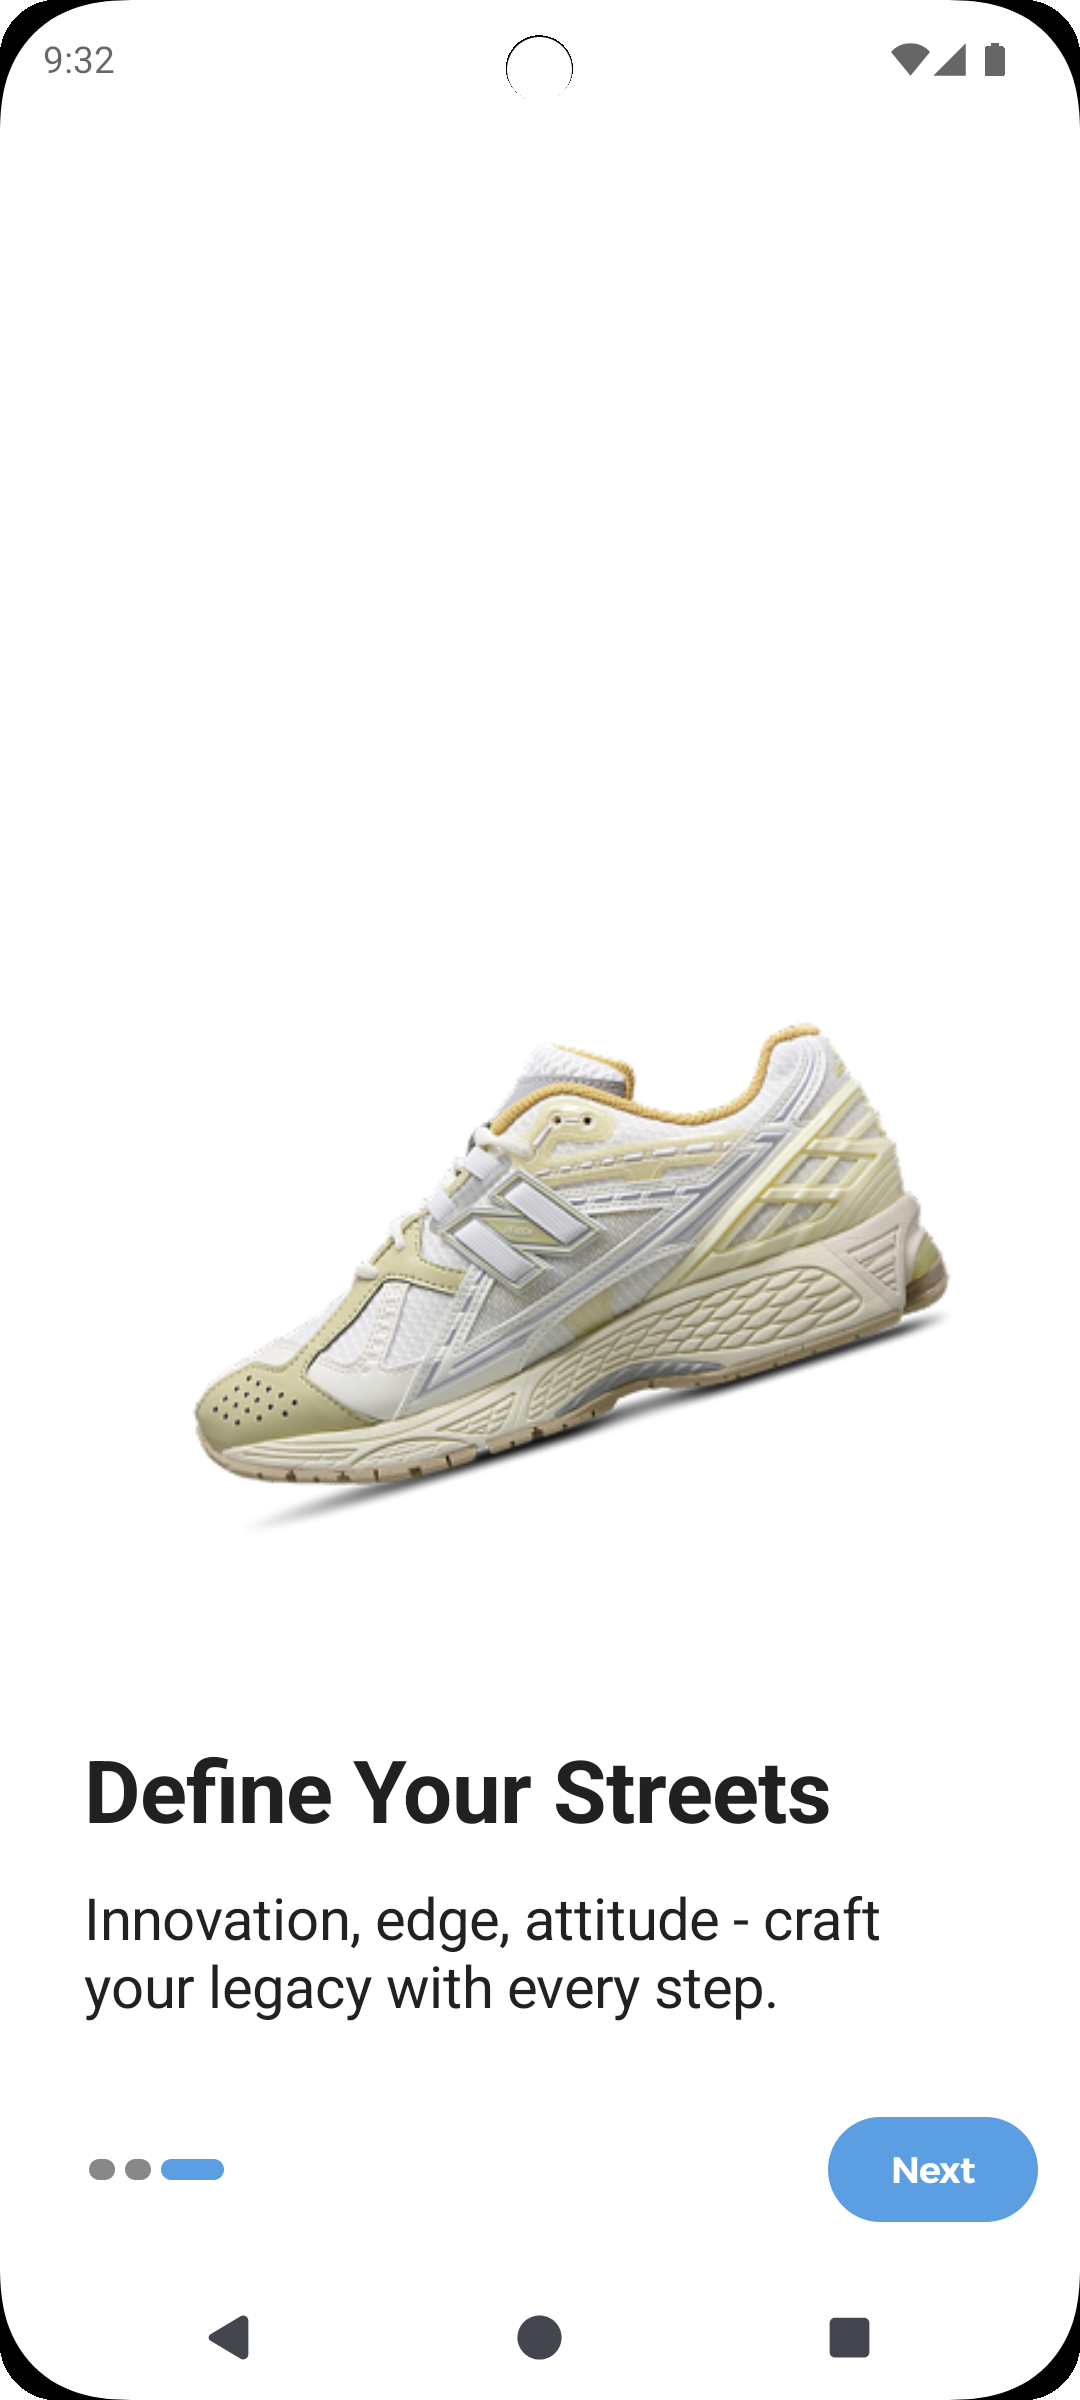 9:32
Define Your Streets
Innovation, edge, attitude - craft
your legacy with every step.
Next